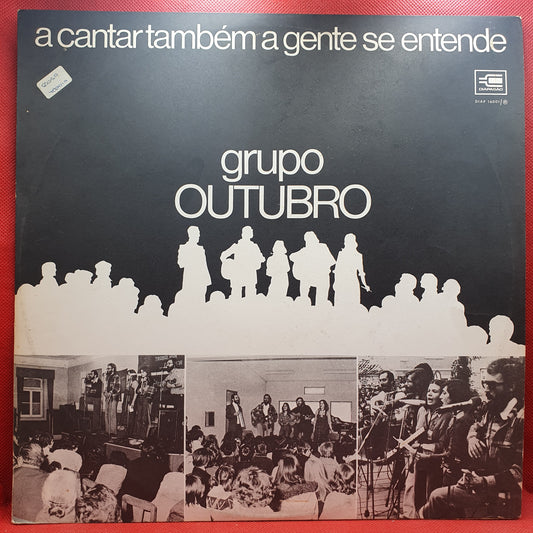 a cantar também a gente se entende
DIAPASÃO
grupo
OUTUBRO